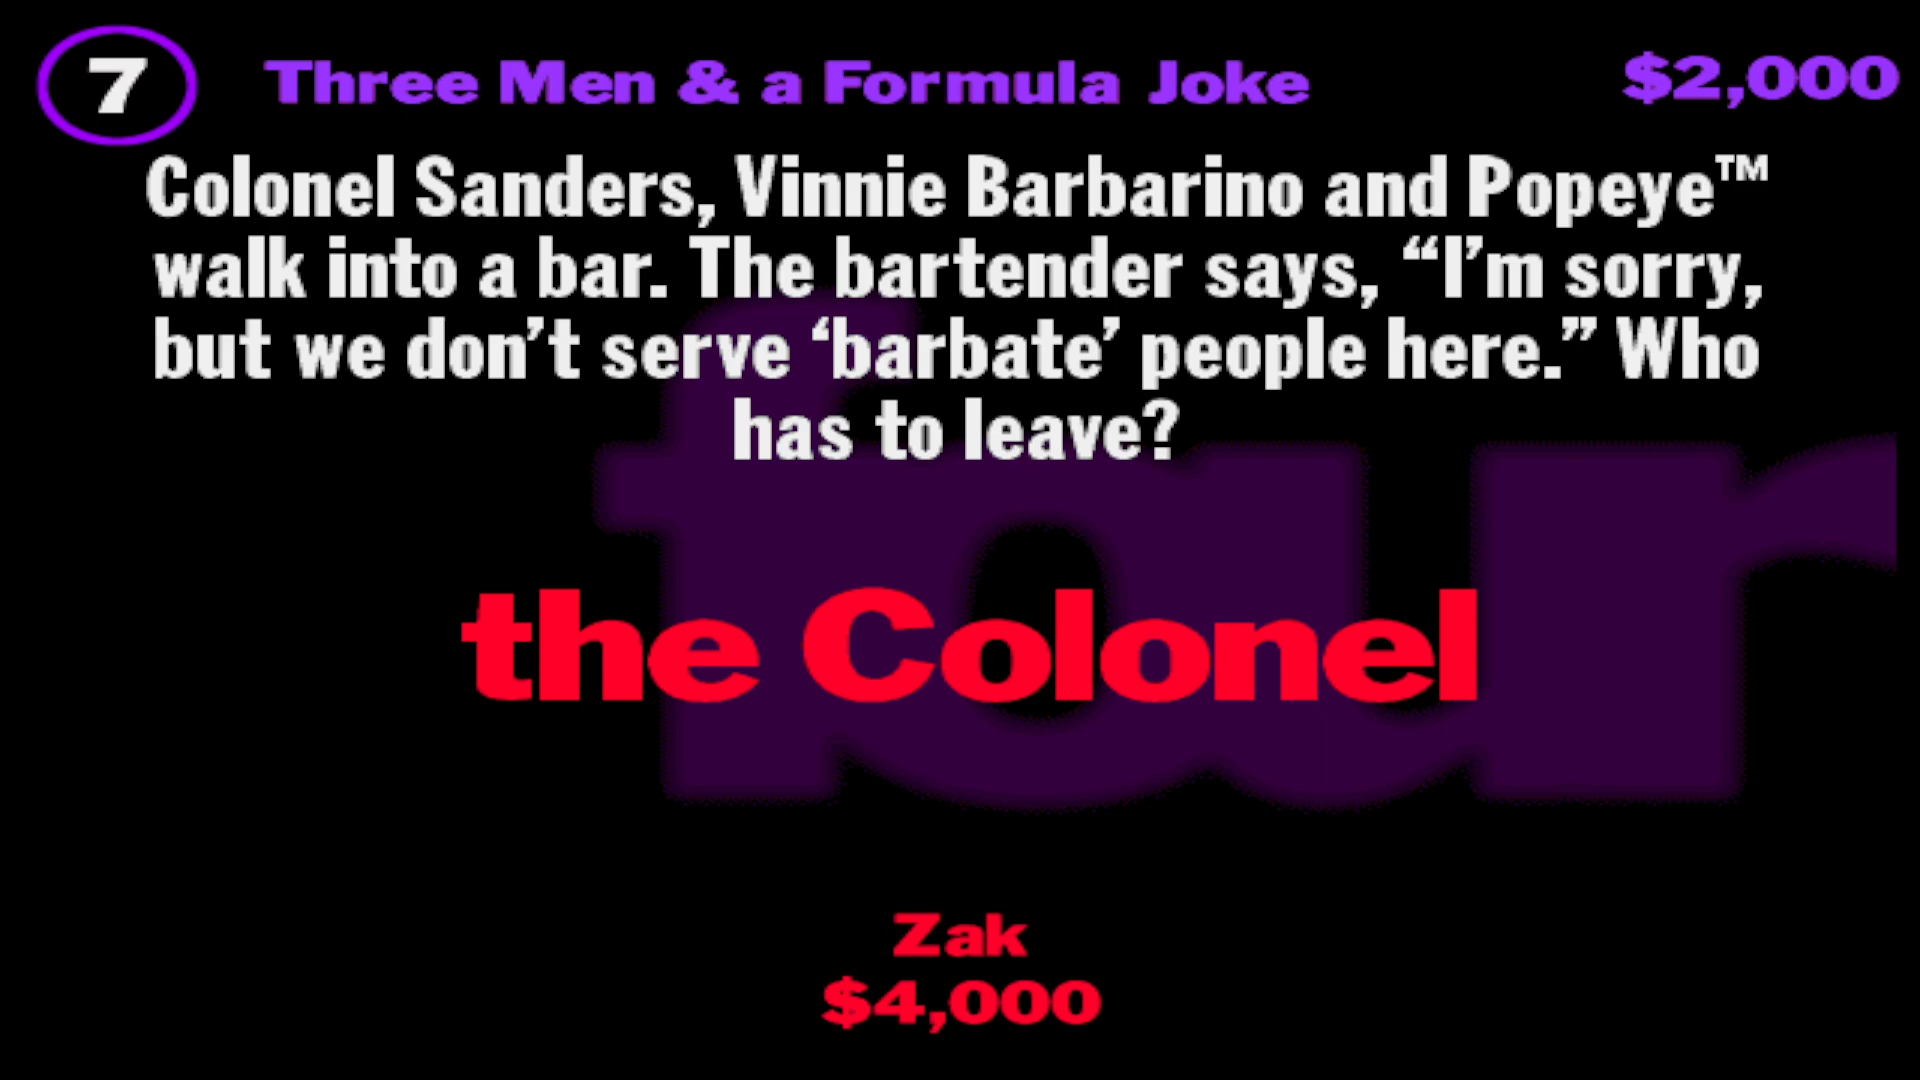 7 Three Men & a Formula Joke $2,000
Colonel Sanders, Vinnie Barbarino and Popeye™
walk into a bar. The bartender says, “I’m sorry,
but we don’t serve ‘barbate’ people here.” Who
has to leave?
four
the Colonel
Zak
$4,000